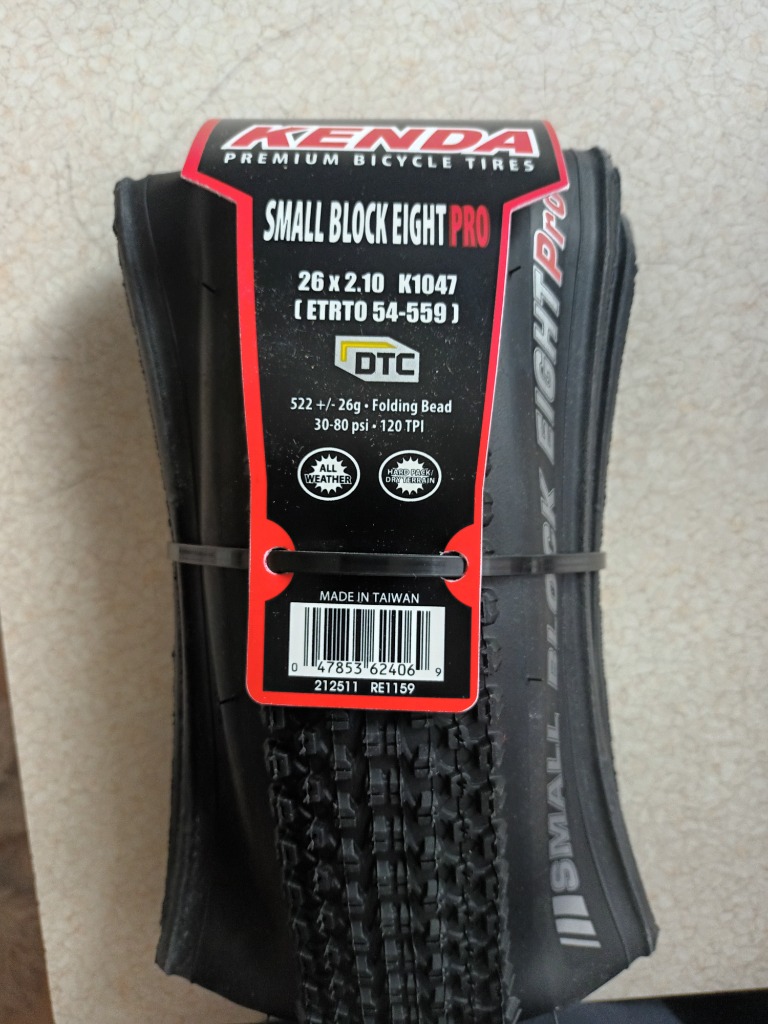 KENDA
PREMIUM BICYCLE TIRES
SMALL BLOCK EIGHT PRO
26 x 2.10 K1047
( ETRTO 54-559 )
DTC
522 +/- 26g • Folding Bead
30-80 psi • 120 TPI
ALL
WEATHER
HARD PACK/
DRY TERRAIN
MADE IN TAIWAN
0 47853 62406 9
212511 RE1159
SMALL BLOCK EIGHT Pro